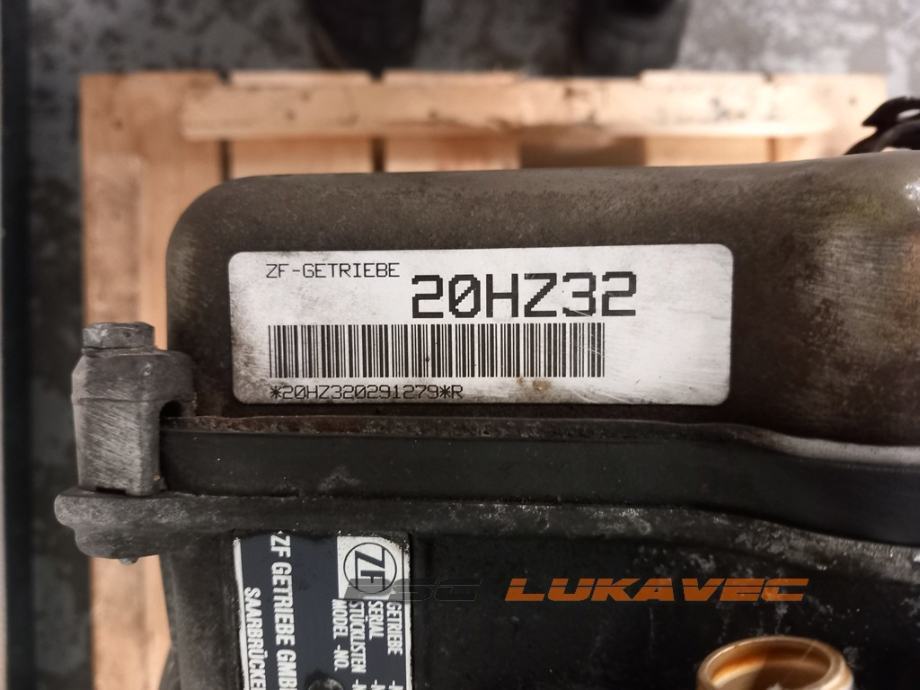 ZF-GETRIEBE
20HZ32
*20HZ320291279*R
ZF
GETRIEBE
SERIAL
STÜCKLISTEN
MODEL -NO.
ZF GETRIEBE GMB
SAARBRÜCKE
LUKAVEC